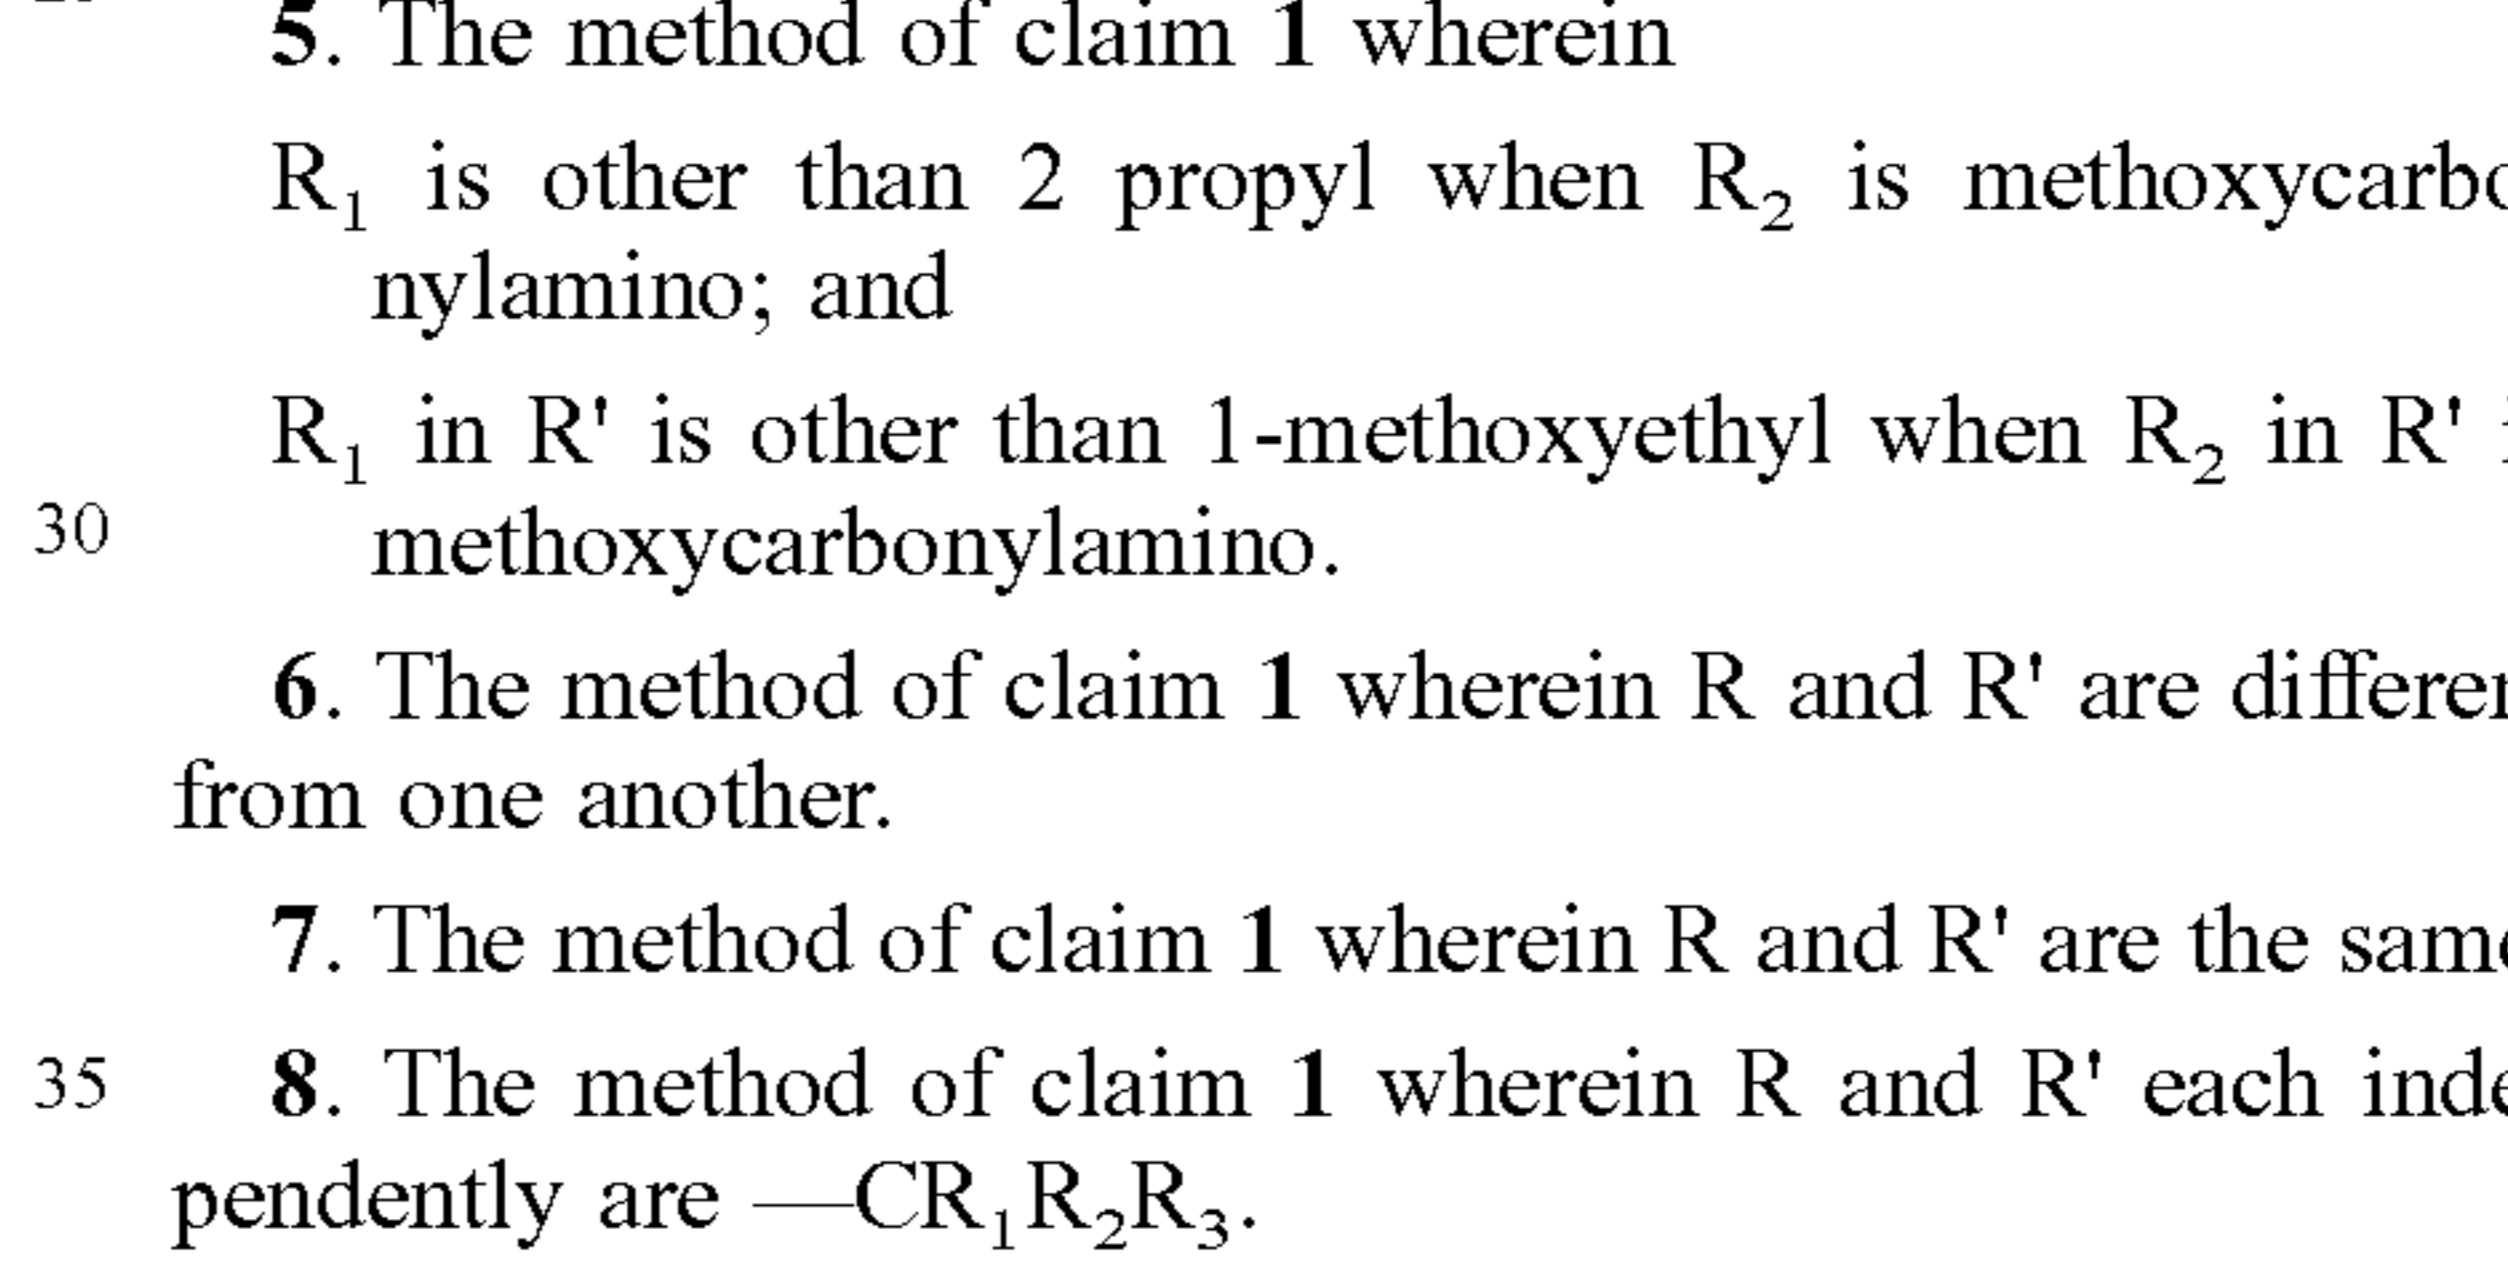 5. The method of claim 1 wherein
R₁ is other than 2 propyl when R₂ is methoxycarbo
nylamino; and
R₁ in R' is other than 1-methoxyethyl when R₂ in R'
30 methoxycarbonylamino.
6. The method of claim 1 wherein R and R' are differen
from one another.
7. The method of claim 1 wherein R and R' are the same
35 8. The method of claim 1 wherein R and R' each inde
pendently are —CR₁R₂R₃.